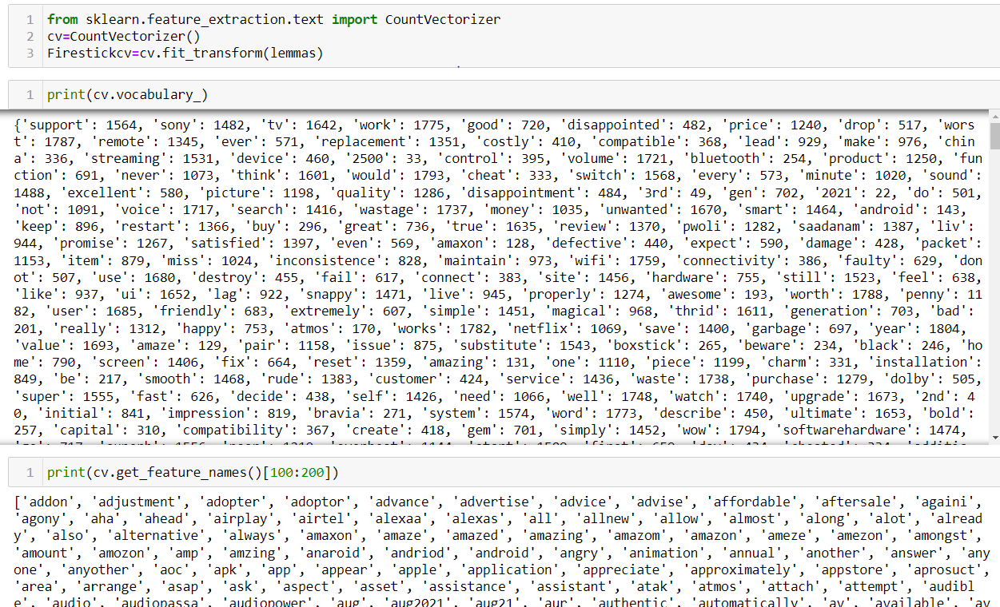 1 from sklearn.feature_extraction.text import CountVectorizer
2 cv=CountVectorizer()
3 Firestickcv=cv.fit_transform(lemmas)
1 print(cv.vocabulary_)
{'support': 1564, 'sony': 1482, 'tv': 1642, 'work': 1775, 'good': 720, 'disappointed': 482, 'price': 1240, 'drop': 517, 'wors
t': 1787, 'remote': 1345, 'ever': 571, 'replacement': 1351, 'costly': 410, 'compatible': 368, 'lead': 929, 'make': 976, 'chin
a': 336, 'streaming': 1531, 'device': 460, '2500': 33, 'control': 395, 'volume': 1721, 'bluetooth': 254, 'product': 1250, 'fun
ction': 691, 'never': 1073, 'think': 1601, 'would': 1793, 'cheat': 333, 'switch': 1568, 'every': 573, 'minute': 1020, 'sound':
1488, 'excellent': 580, 'picture': 1198, 'quality': 1286, 'disappointment': 484, '3rd': 49, 'gen': 702, '2021': 22, 'do': 501,
'not': 1091, 'voice': 1717, 'search': 1416, 'wastage': 1737, 'money': 1035, 'unwanted': 1670, 'smart': 1464, 'android': 143,
'keep': 896, 'restart': 1366, 'buy': 296, 'great': 736, 'true': 1635, 'review': 1370, 'pwoli': 1282, 'saadanam': 1387, 'liv':
944, 'promise': 1267, 'satisfied': 1397, 'even': 569, 'amaxon': 128, 'defective': 440, 'expect': 590, 'damage': 428, 'packet':
1153, 'item': 879, 'miss': 1024, 'inconsistence': 828, 'maintain': 973, 'wifi': 1759, 'connectivity': 386, 'faulty': 629, 'don
ot': 507, 'use': 1680, 'destroy': 455, 'fail': 617, 'connect': 383, 'site': 1456, 'hardware': 755, 'still': 1523, 'feel': 638,
'like': 937, 'ui': 1652, 'lag': 922, 'snappy': 1471, 'live': 945, 'properly': 1274, 'awesome': 193, 'worth': 1788, 'penny': 11
82, 'user': 1685, 'friendly': 683, 'extremely': 607, 'simple': 1451, 'magical': 968, 'thrid': 1611, 'generation': 703, 'bad':
201, 'really': 1312, 'happy': 753, 'atmos': 170, 'works': 1782, 'netflix': 1069, 'save': 1400, 'garbage': 697, 'year': 1804,
'value': 1693, 'amaze': 129, 'pair': 1158, 'issue': 875, 'substitute': 1543, 'boxstick': 265, 'beware': 234, 'black': 246, 'ho
me': 790, 'screen': 1406, 'fix': 664, 'reset': 1359, 'amazing': 131, 'one': 1110, 'piece': 1199, 'charm': 331, 'installation':
849, 'be': 217, 'smooth': 1468, 'rude': 1383, 'customer': 424, 'service': 1436, 'waste': 1738, 'purchase': 1279, 'dolby': 505,
'super': 1555, 'fast': 626, 'decide': 438, 'self': 1426, 'need': 1066, 'well': 1748, 'watch': 1740, 'upgrade': 1673, '2nd': 4
0, 'initial': 841, 'impression': 819, 'bravia': 271, 'system': 1574, 'word': 1773, 'describe': 450, 'ultimate': 1653, 'bold':
257, 'capital': 310, 'compatibility': 367, 'create': 418, 'gem': 701, 'simply': 1452, 'wow': 1794, 'softwarehardware': 1474,
1 print(cv.get_feature_names()[100:200])
['addon', 'adjustment', 'adopter', 'adoptor', 'advance', 'advertise', 'advice', 'advise', 'affordable', 'aftersale', 'againi',
'agony', 'aha', 'ahead', 'airplay', 'airtel', 'alexaa', 'alexas', 'all', 'allnew', 'allow', 'almost', 'along', 'alot', 'alread
y', 'also', 'alternative', 'always', 'amaxon', 'amaze', 'amazed', 'amazing', 'amazom', 'amazon', 'ameze', 'amezon', 'amongst',
'amount', 'amozon', 'amp', 'amzing', 'anaroid', 'andriod', 'android', 'angry', 'animation', 'annual', 'another', 'answer', 'any
one', 'anyother', 'aoc', 'apk', 'app', 'appear', 'apple', 'application', 'appreciate', 'approximately', 'appstore', 'aprosuct',
'area', 'arrange', 'asap', 'ask', 'aspect', 'asset', 'assistance', 'assistant', 'atak', 'atmos', 'attach', 'attempt', 'audibl
e', 'audio', 'audiopassa', 'audiopower', 'aug', 'aug2021', 'aug21', 'aur', 'authentic', 'automatically', 'av', 'available', 'av